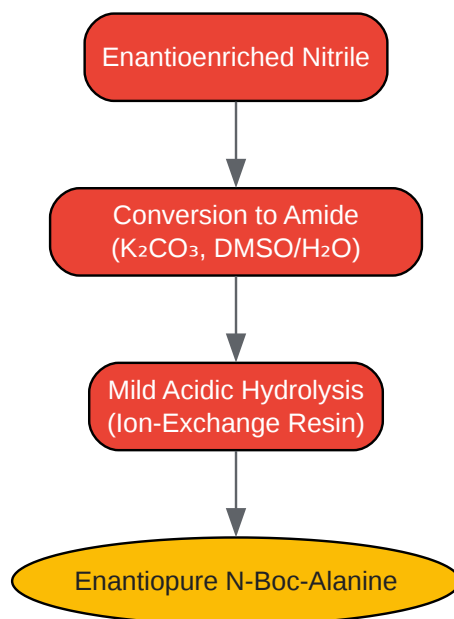 Enantioenriched Nitrile
Conversion to Amide
(K₂CO₃, DMSO/H₂O)
Mild Acidic Hydrolysis
(Ion-Exchange Resin)
Enantiopure N-Boc-Alanine